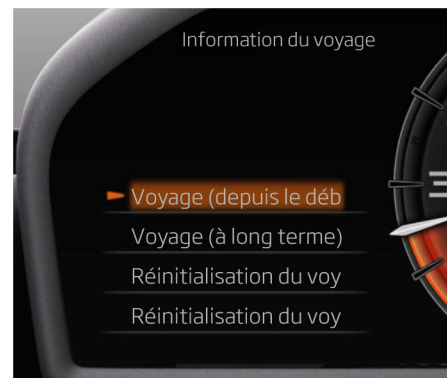 Information du voyage
Voyage (depuis le déb
Voyage (à long terme)
Réinitialisation du voy
Réinitialisation du voy